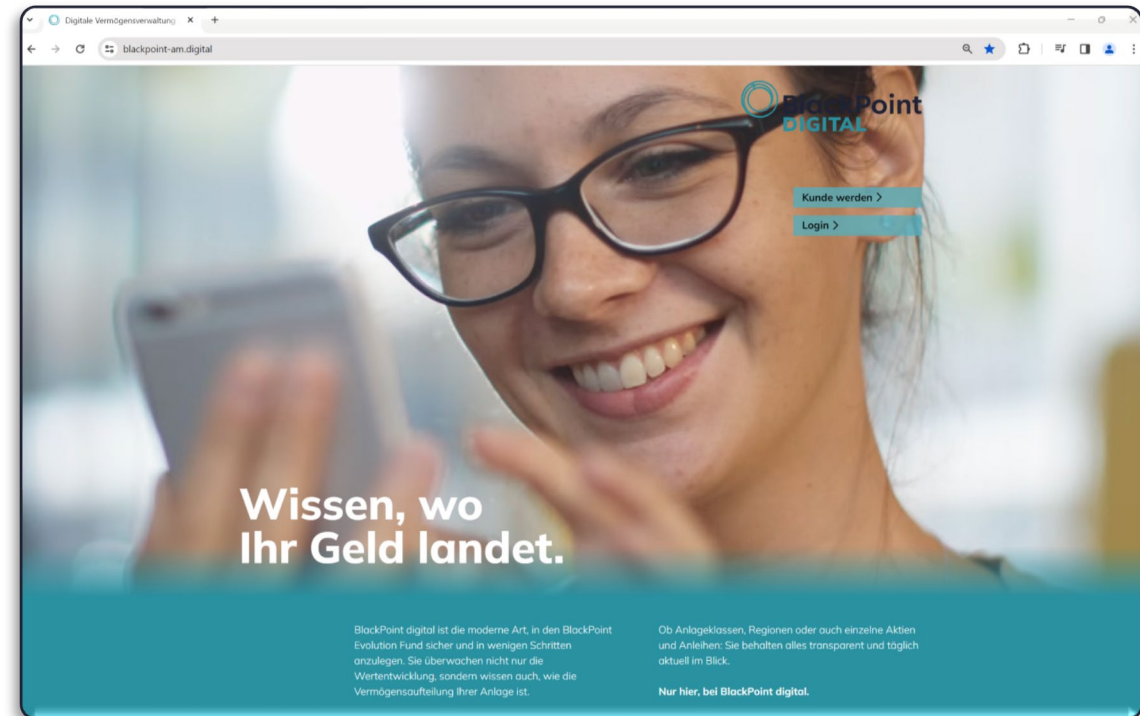 Digitale Vermögensverwaltung
blackpoint-am.digital
BlackPoint
DIGITAL
Kunde werden >
Login >
Wissen, wo
Ihr Geld landet.
BlackPoint digital ist die moderne Art, in den BlackPoint
Evolution Fund sicher und in wenigen Schritten
anzulegen. Sie überwachen nicht nur die
Wertentwicklung, sondern wissen auch, wie die
Vermögensaufteilung Ihrer Anlage ist.
Ob Anlageklassen, Regionen oder auch einzelne Aktien
und Anleihen: Sie behalten alles transparent und täglich
aktuell im Blick.
Nur hier, bei BlackPoint digital.